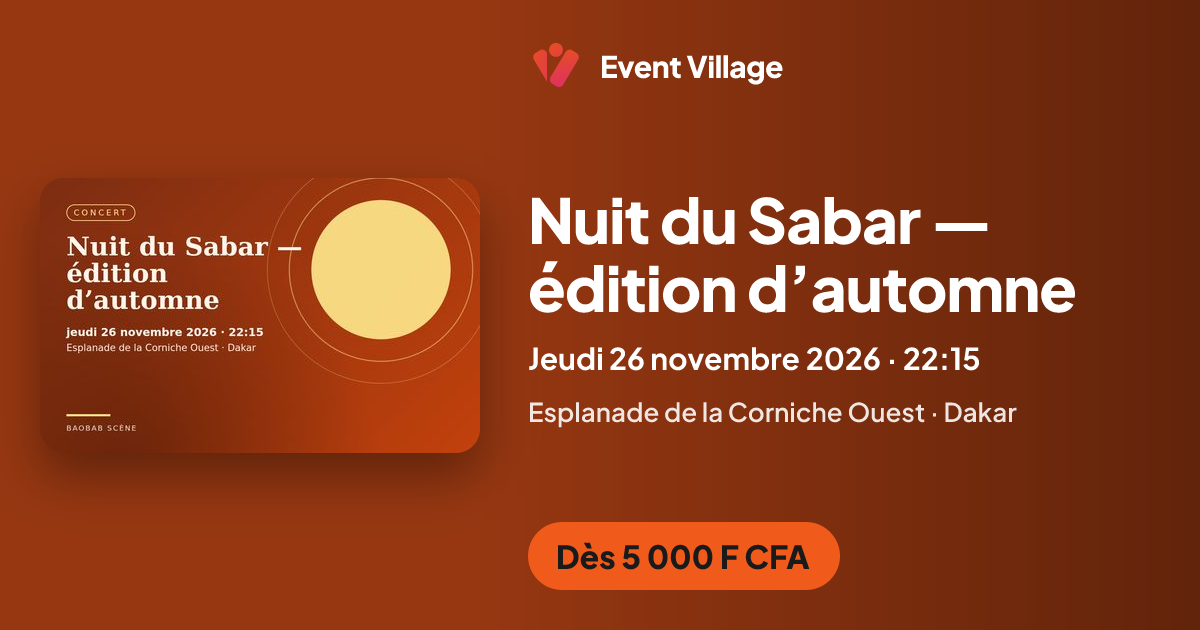 Event Village
CONCERT
Nuit du Sabar —
édition
d’automne
jeudi 26 novembre 2026 · 22:15
Esplanade de la Corniche Ouest · Dakar
BAOBAB SCÈNE
Nuit du Sabar —
édition d’automne
Jeudi 26 novembre 2026 · 22:15
Esplanade de la Corniche Ouest · Dakar
Dès 5 000 F CFA